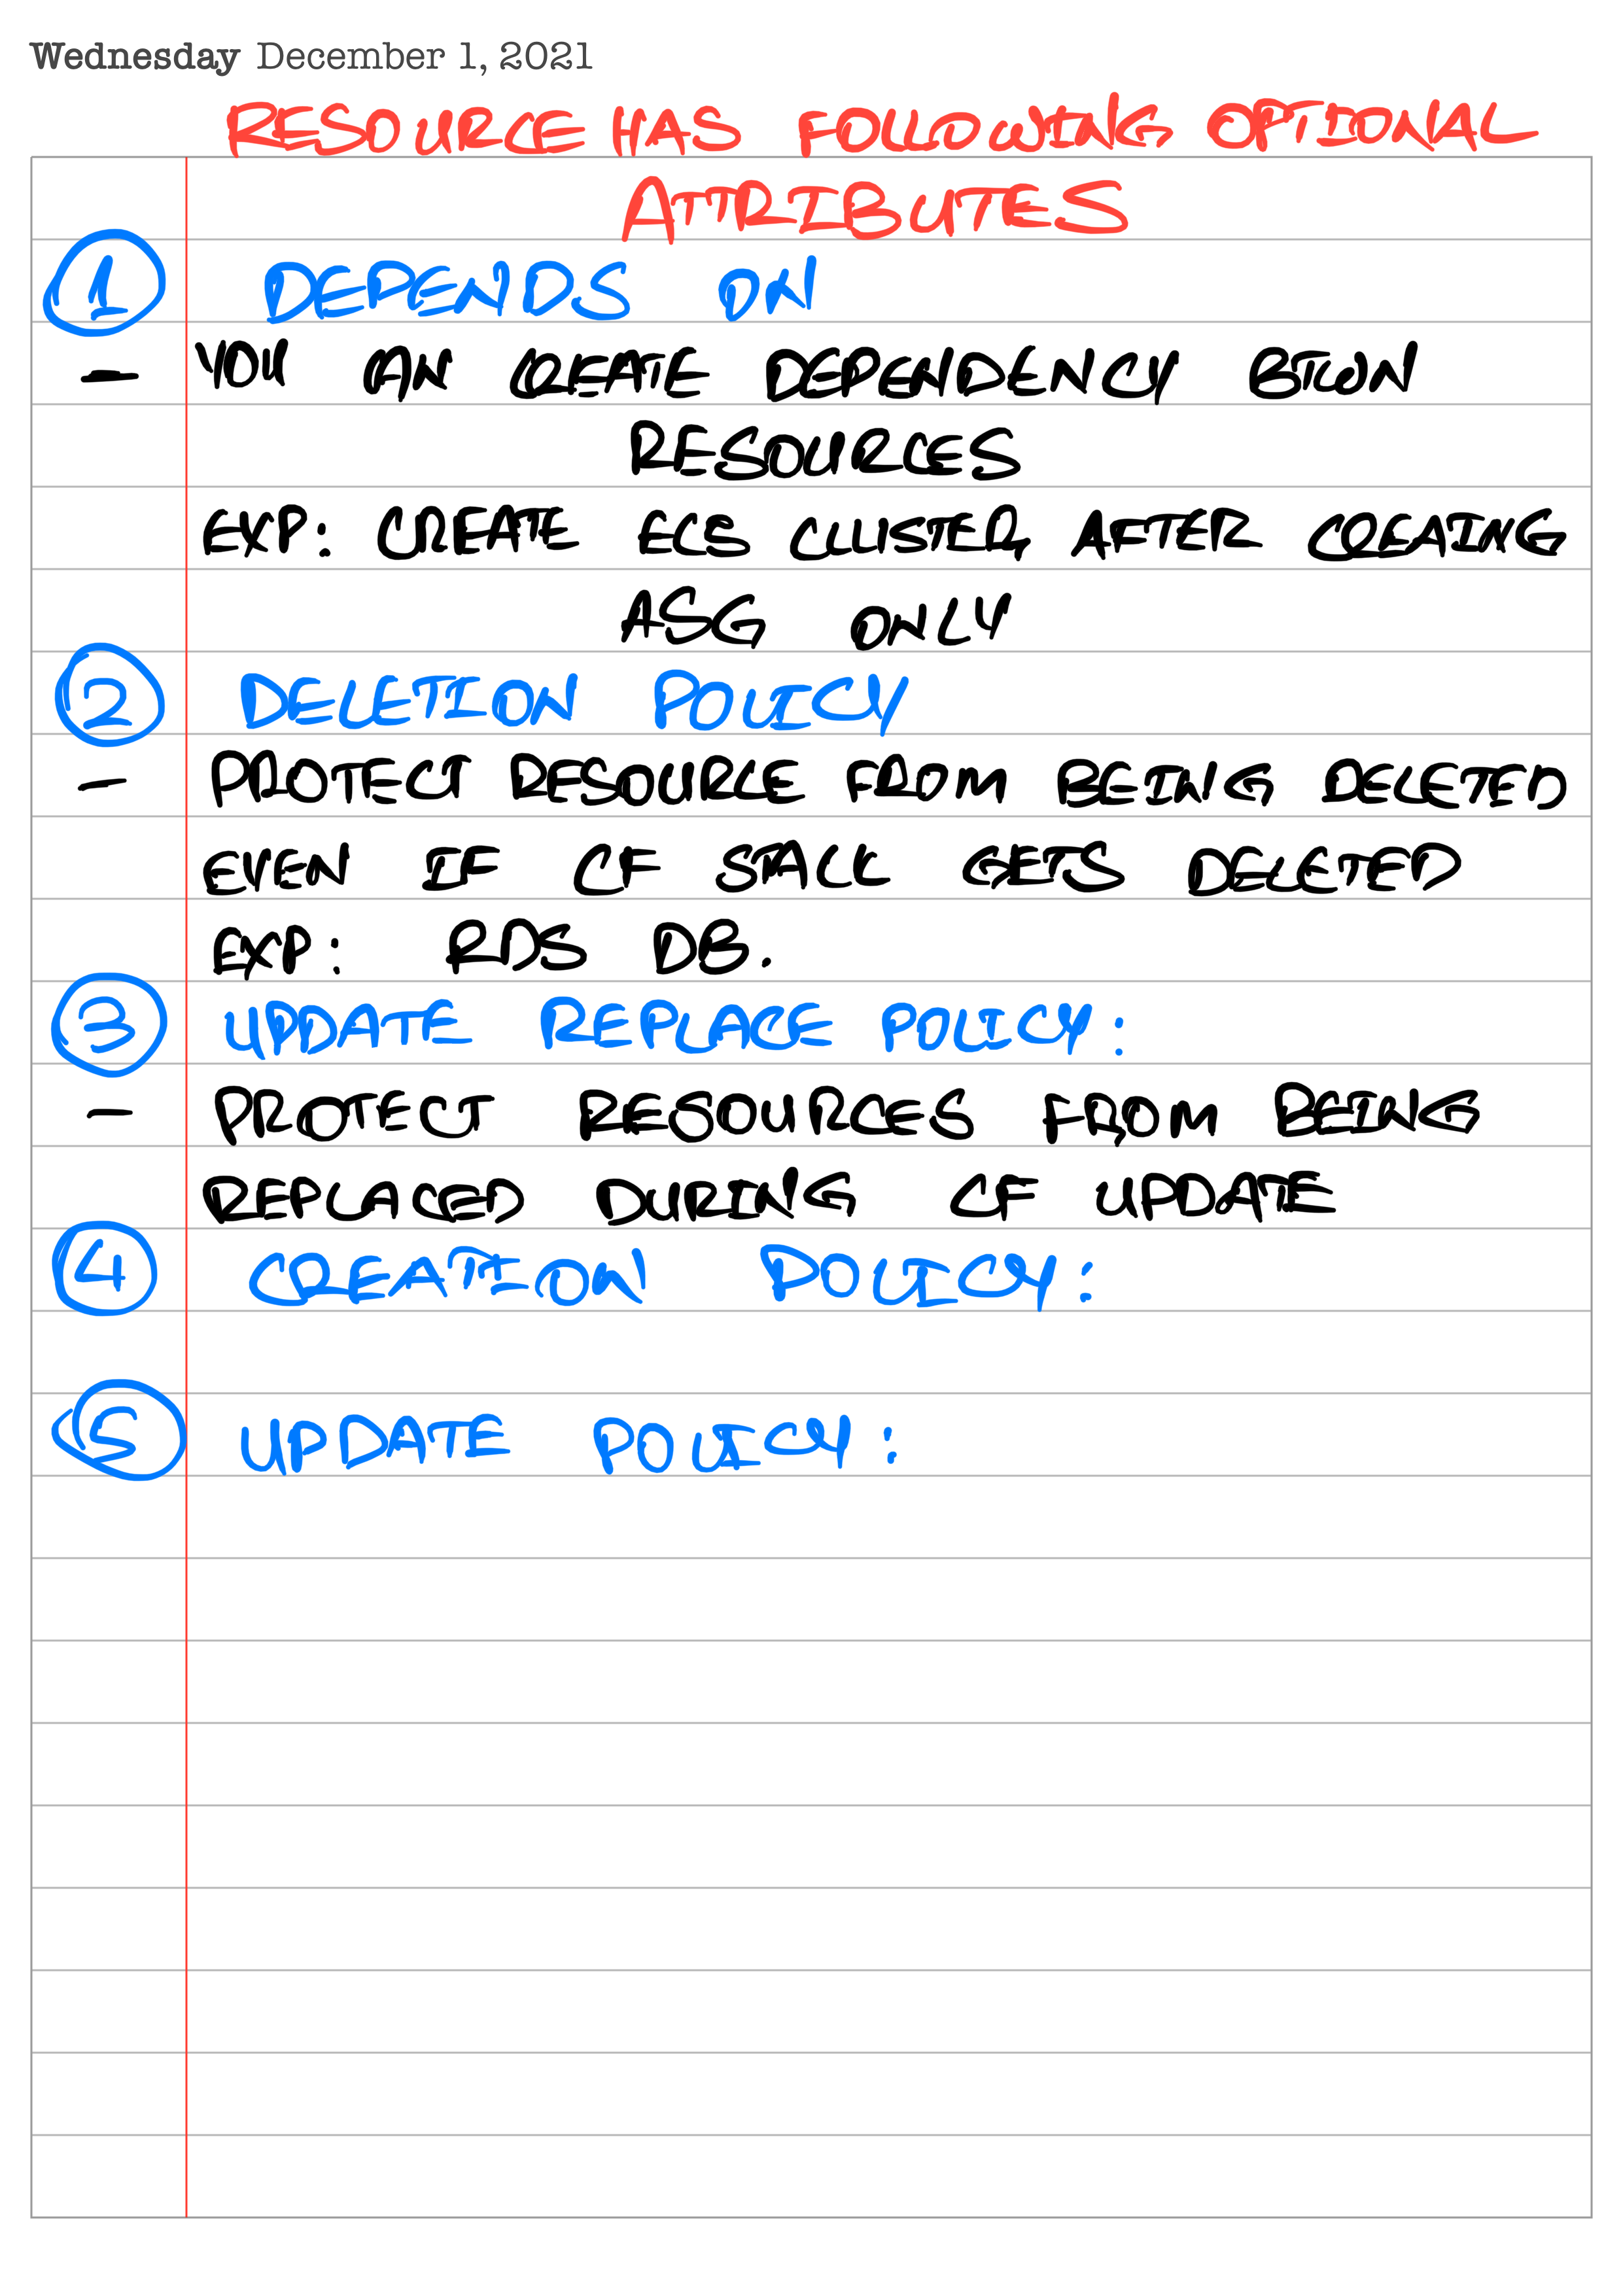 Wednesday December 1, 2021
RESOURCE HAS FOLLOWING OPTIONAL
ATTRIBUTES
1 DEPENDS ON
- YOU CAN CREATE DEPENDENCY BTWN
RESOURCES
EXP: CREATE ECS CLUSTER AFTER CREAING
ASG ONLY
2 DELETION POLICY
- PROTECT RESOURCE FROM BEING DELETED
EVEN IF CF STACK GETS DELETED
EXP: RDS DB.
3 UPDATE REPLACE POLICY:
- PROTECT RESOURCES FROM BEING
REPLACED DURING CF UPDATE
4 CREATION POLICY:
5 UPDATE POLICY: